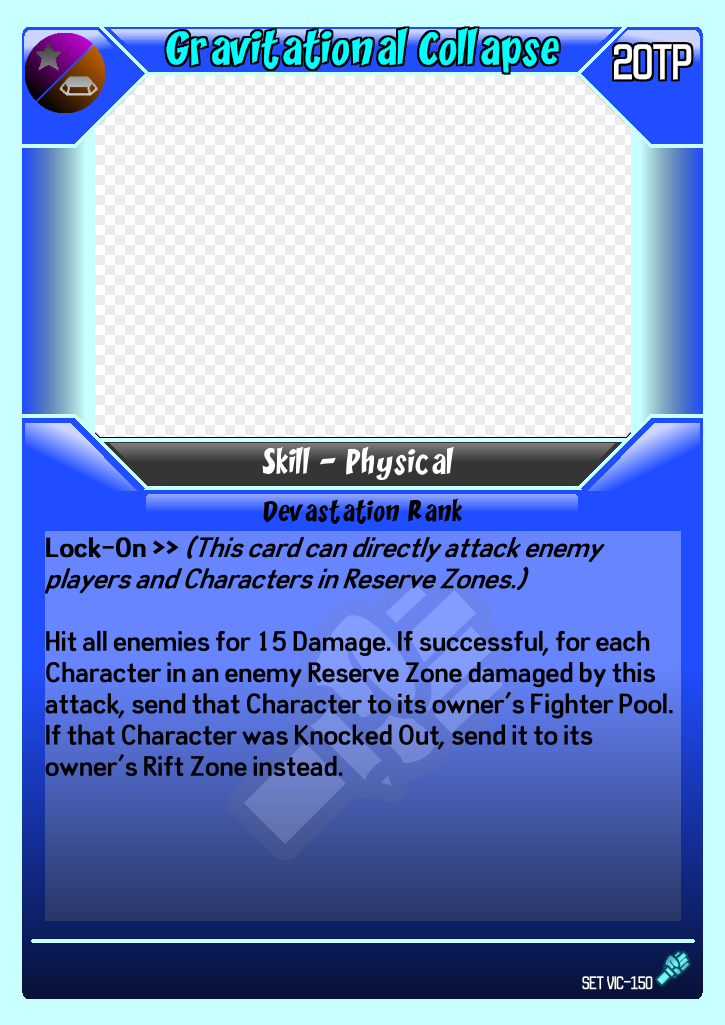 Gravitational Collapse
20TP
Skill - Physical
Devastation Rank
Lock-On >> (This card can directly attack enemy
players and Characters in Reserve Zones.)
Hit all enemies for 15 Damage. If successful, for each
Character in an enemy Reserve Zone damaged by this
attack, send that Character to its owner's Fighter Pool.
If that Character was Knocked Out, send it to its
owner's Rift Zone instead.
SET VIC-150